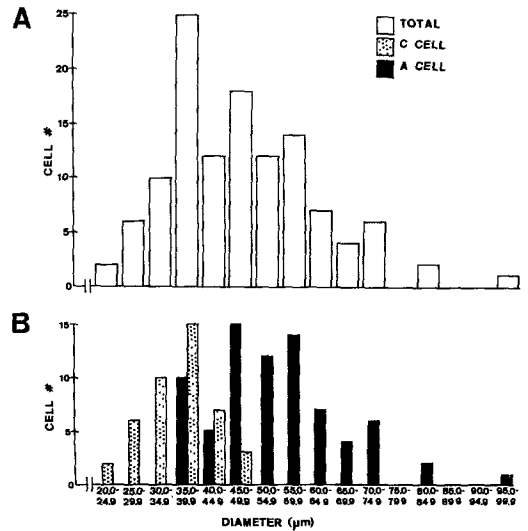 A
TOTAL
C CELL
A CELL
25
20
15
10
5
0
CELL #
B
15
10
5
0
CELL #
20.0- 25.0- 30.0- 35.0- 40.0- 45.0- 50.0- 55.0- 60.0- 65.0- 70.0- 75.0- 80.0- 85.0- 90.0- 95.0-
24.9 29.9 34.9 39.9 44.9 49.9 54.9 59.9 64.9 69.9 74.9 79.9 84.9 89.9 94.9 99.9
DIAMETER (µm)